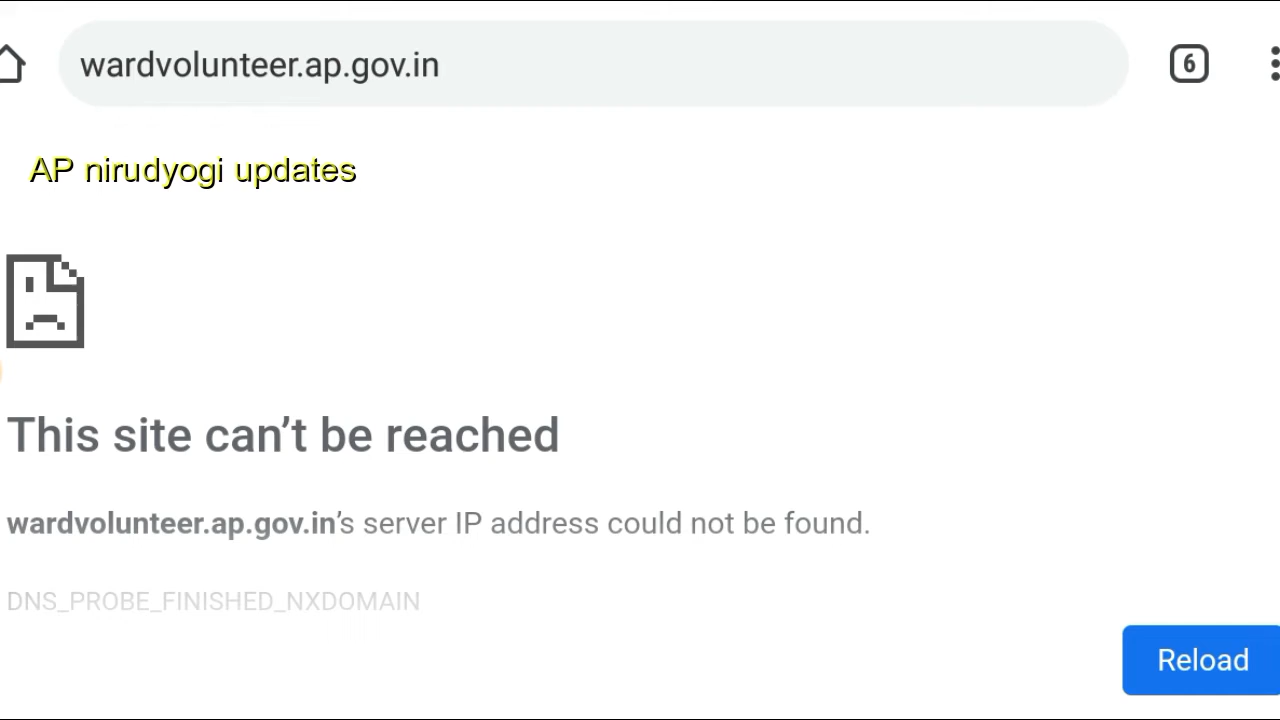 wardvolunteer.ap.gov.in
6
AP nirudyogi updates
This site can’t be reached
wardvolunteer.ap.gov.in’s server IP address could not be found.
DNS_PROBE_FINISHED_NXDOMAIN
Reload